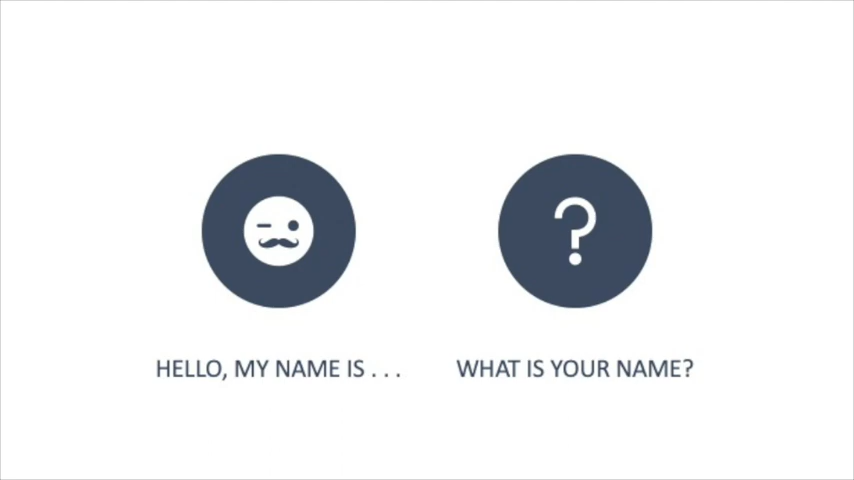 HELLO, MY NAME IS . . .
WHAT IS YOUR NAME?